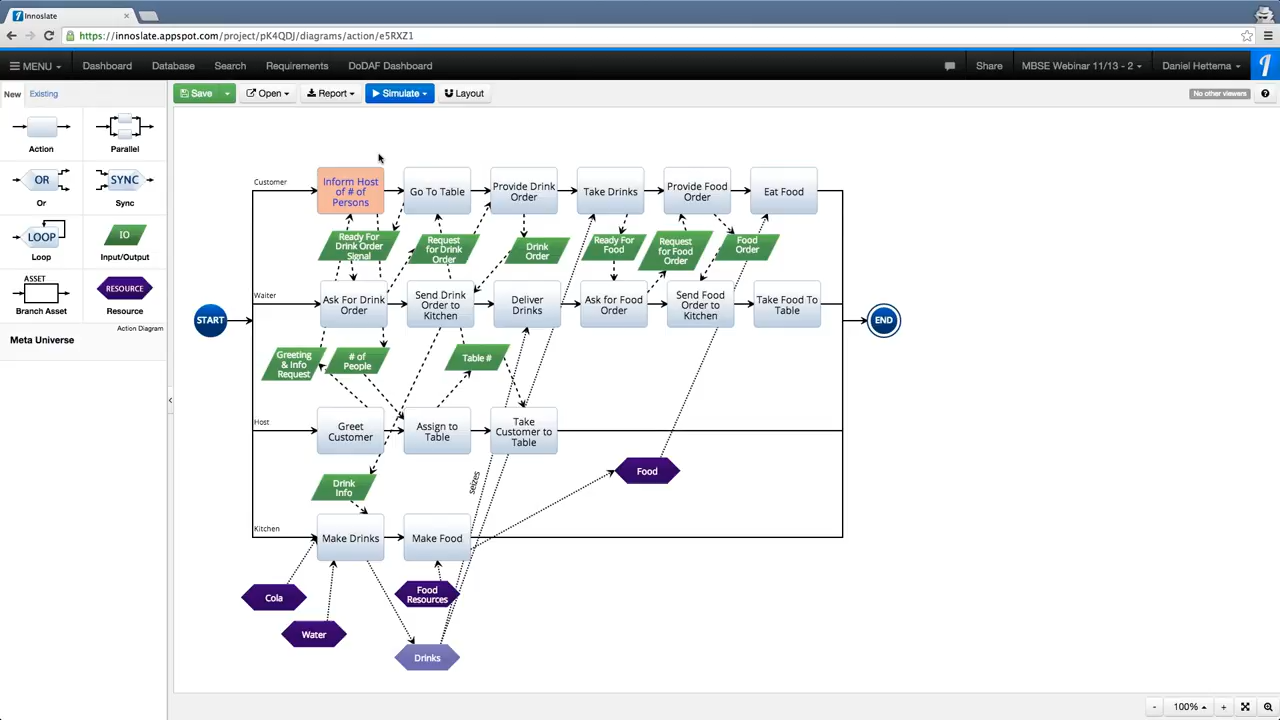 Innoslate
https://innoslate.appspot.com/project/pK4QDJ/diagrams/action/e5RXZ1
MENU
Dashboard
Database
Search
Requirements
DoDAF Dashboard
Share
MBSE Webinar 11/13 - 2
Daniel Hettema
New
Existing
Save
Open
Report
Simulate
Layout
No other viewers
?
Action
Parallel
OR
Or
SYNC
Sync
LOOP
Loop
IO
Input/Output
ASSET
Branch Asset
RESOURCE
Resource
Action Diagram
Meta Universe
START
END
Customer
Inform Host
of # of
Persons
Go To Table
Provide Drink
Order
Take Drinks
Provide Food
Order
Eat Food
Ready For
Drink Order
Signal
Request
for Drink
Order
Drink
Order
Ready For
Food
Request
for Food
Order
Food
Order
Waiter
Ask For Drink
Order
Send Drink
Order to
Kitchen
Deliver
Drinks
Ask for Food
Order
Send Food
Order to
Kitchen
Take Food To
Table
Greeting
& Info
Request
# of
People
Table #
Host
Greet
Customer
Assign to
Table
Take
Customer to
Table
seizes
Food
Drink
Info
Kitchen
Make Drinks
Make Food
Cola
Water
Food
Resources
Drinks
-
100%
+